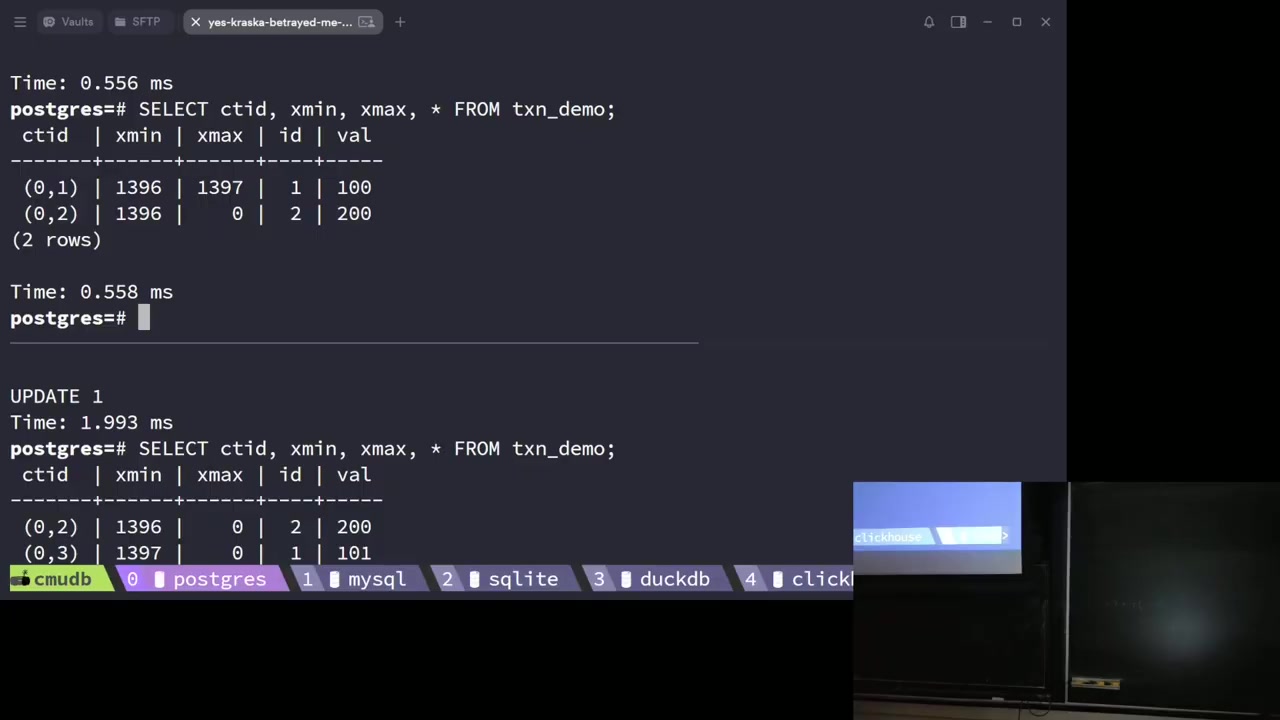 Vaults SFTP yes-kraska-betrayed-me-...
Time: 0.556 ms
postgres=# SELECT ctid, xmin, xmax, * FROM txn_demo;
ctid | xmin | xmax | id | val
-------+------+------+----+-----
(0,1) | 1396 | 1397 | 1 | 100
(0,2) | 1396 | 0 | 2 | 200
(2 rows)
Time: 0.558 ms
postgres=#
UPDATE 1
Time: 1.993 ms
postgres=# SELECT ctid, xmin, xmax, * FROM txn_demo;
ctid | xmin | xmax | id | val
-------+------+------+----+-----
(0,2) | 1396 | 0 | 2 | 200
(0,3) | 1397 | 0 | 1 | 101
cmudb 0 postgres 1 mysql 2 sqlite 3 duckdb 4 click
clickhouse